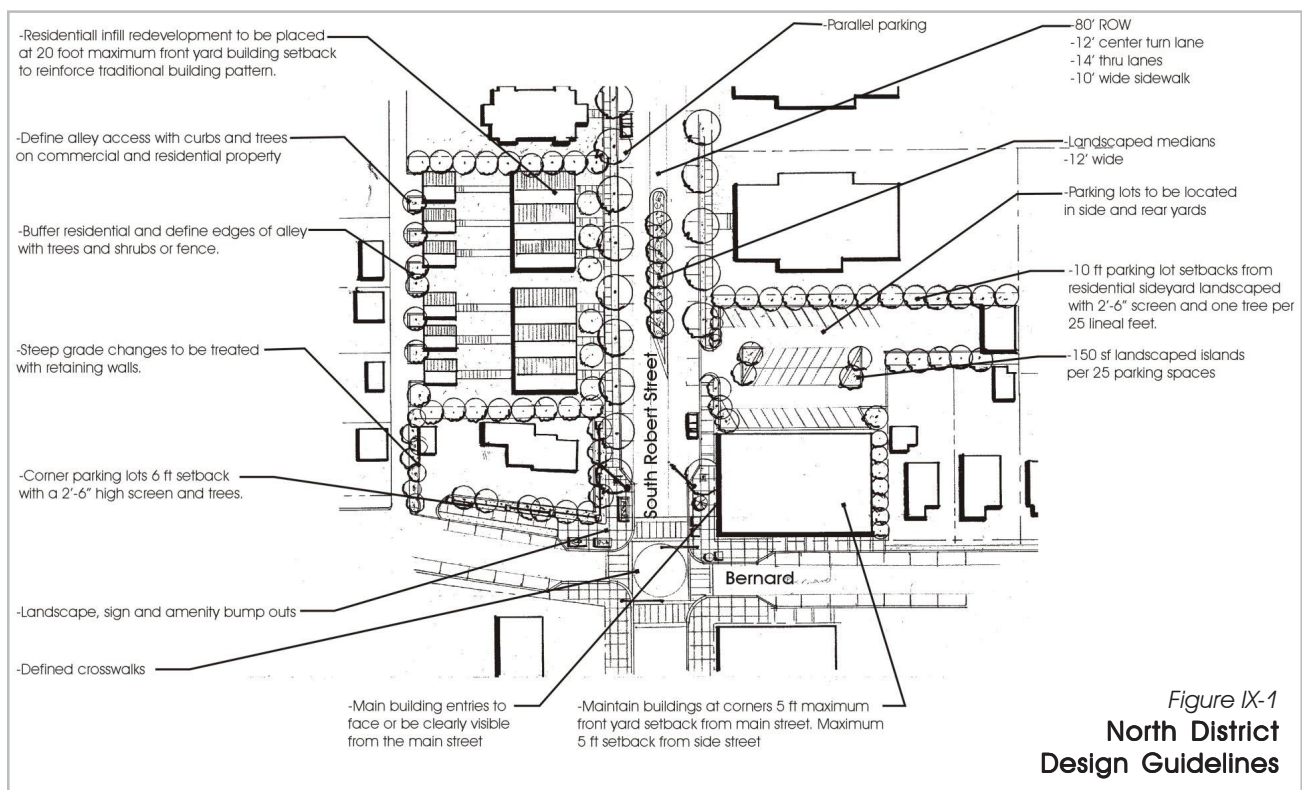 -Residentiall infill redevelopment to be placed
at 20 foot maximum front yard building setback
to reinforce traditional building pattern.
-Define alley access with curbs and trees
on commercial and residential property
-Buffer residential and define edges of alley
with trees and shrubs or fence.
-Steep grade changes to be treated
with retaining walls.
-Corner parking lots 6 ft setback
with a 2'-6" high screen and trees.
-Landscape, sign and amenity bump outs
-Defined crosswalks
-Parallel parking
-80' ROW
-12' center turn lane
-14' thru lanes
-10' wide sidewalk
-Landscaped medians
-12' wide
-Parking lots to be located
in side and rear yards
-10 ft parking lot setbacks from
residential sideyard landscaped
with 2'-6" screen and one tree per
25 lineal feet.
-150 sf landscaped islands
per 25 parking spaces
South Robert Street
Bernard
-Main building entries to
face or be clearly visible
from the main street
-Maintain buildings at corners 5 ft maximum
front yard setback from main street. Maximum
5 ft setback from side street
Figure IX-1
North District
Design Guidelines